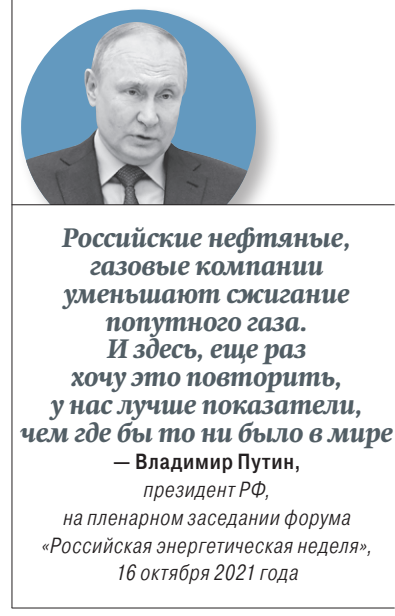 Российские нефтяные,
газовые компании
уменьшают сжигание
попутного газа.
И здесь, еще раз
хочу это повторить,
у нас лучше показатели,
чем где бы то ни было в мире
— Владимир Путин,
президент РФ,
на пленарном заседании форума
«Российская энергетическая неделя»,
16 октября 2021 года